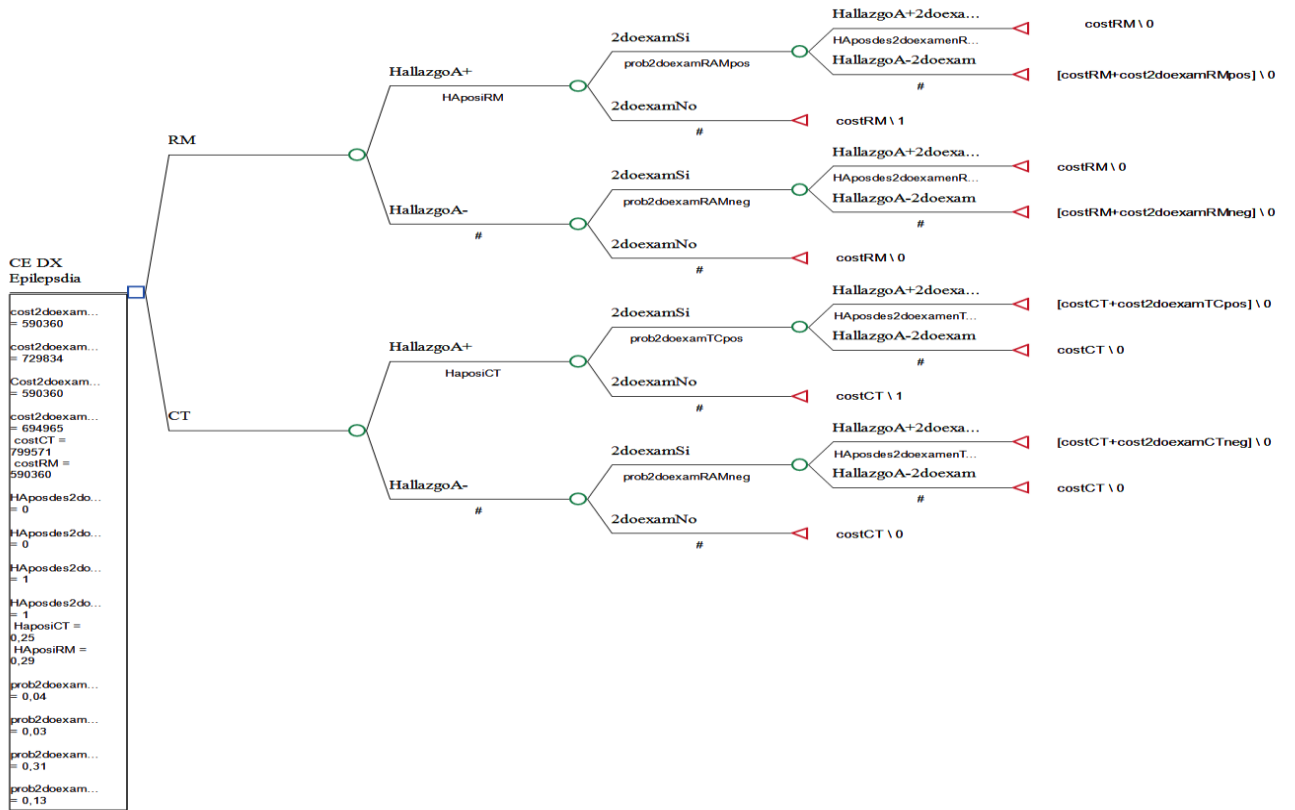 CE DX
Epilepsdia
cost2doexam...
= 590360
cost2doexam...
= 729834
Cost2doexam...
= 590360
cost2doexam...
= 694965
costCT =
799571
costRM =
590360
HAposdes2do...
= 0
HAposdes2do...
= 0
HAposdes2do...
= 1
HAposdes2do...
= 1
HaposiCT =
0,25
HAposiRM =
0,29
prob2doexam...
= 0,04
prob2doexam...
= 0,03
prob2doexam...
= 0,31
prob2doexam...
= 0,13
RM
HallazgoA+
HAposiRM
2doexamSi
prob2doexamRAMpos
HallazgoA+2doexa...
HAposdes2doexamenR...
costRM \ 0
HallazgoA-2doexam
#
[costRM+cost2doexamRMpos] \ 0
2doexamNo
#
costRM \ 1
HallazgoA-
#
2doexamSi
prob2doexamRAMneg
HallazgoA+2doexa...
HAposdes2doexamenR...
costRM \ 0
HallazgoA-2doexam
#
[costRM+cost2doexamRMneg] \ 0
2doexamNo
#
costRM \ 0
CT
HallazgoA+
HaposiCT
2doexamSi
prob2doexamTCpos
HallazgoA+2doexa...
HAposdes2doexamenT...
[costCT+cost2doexamTCpos] \ 0
HallazgoA-2doexam
#
costCT \ 0
2doexamNo
#
costCT \ 1
HallazgoA-
#
2doexamSi
prob2doexamRAMneg
HallazgoA+2doexa...
HAposdes2doexamenT...
[costCT+cost2doexamCTneg] \ 0
HallazgoA-2doexam
#
costCT \ 0
2doexamNo
#
costCT \ 0